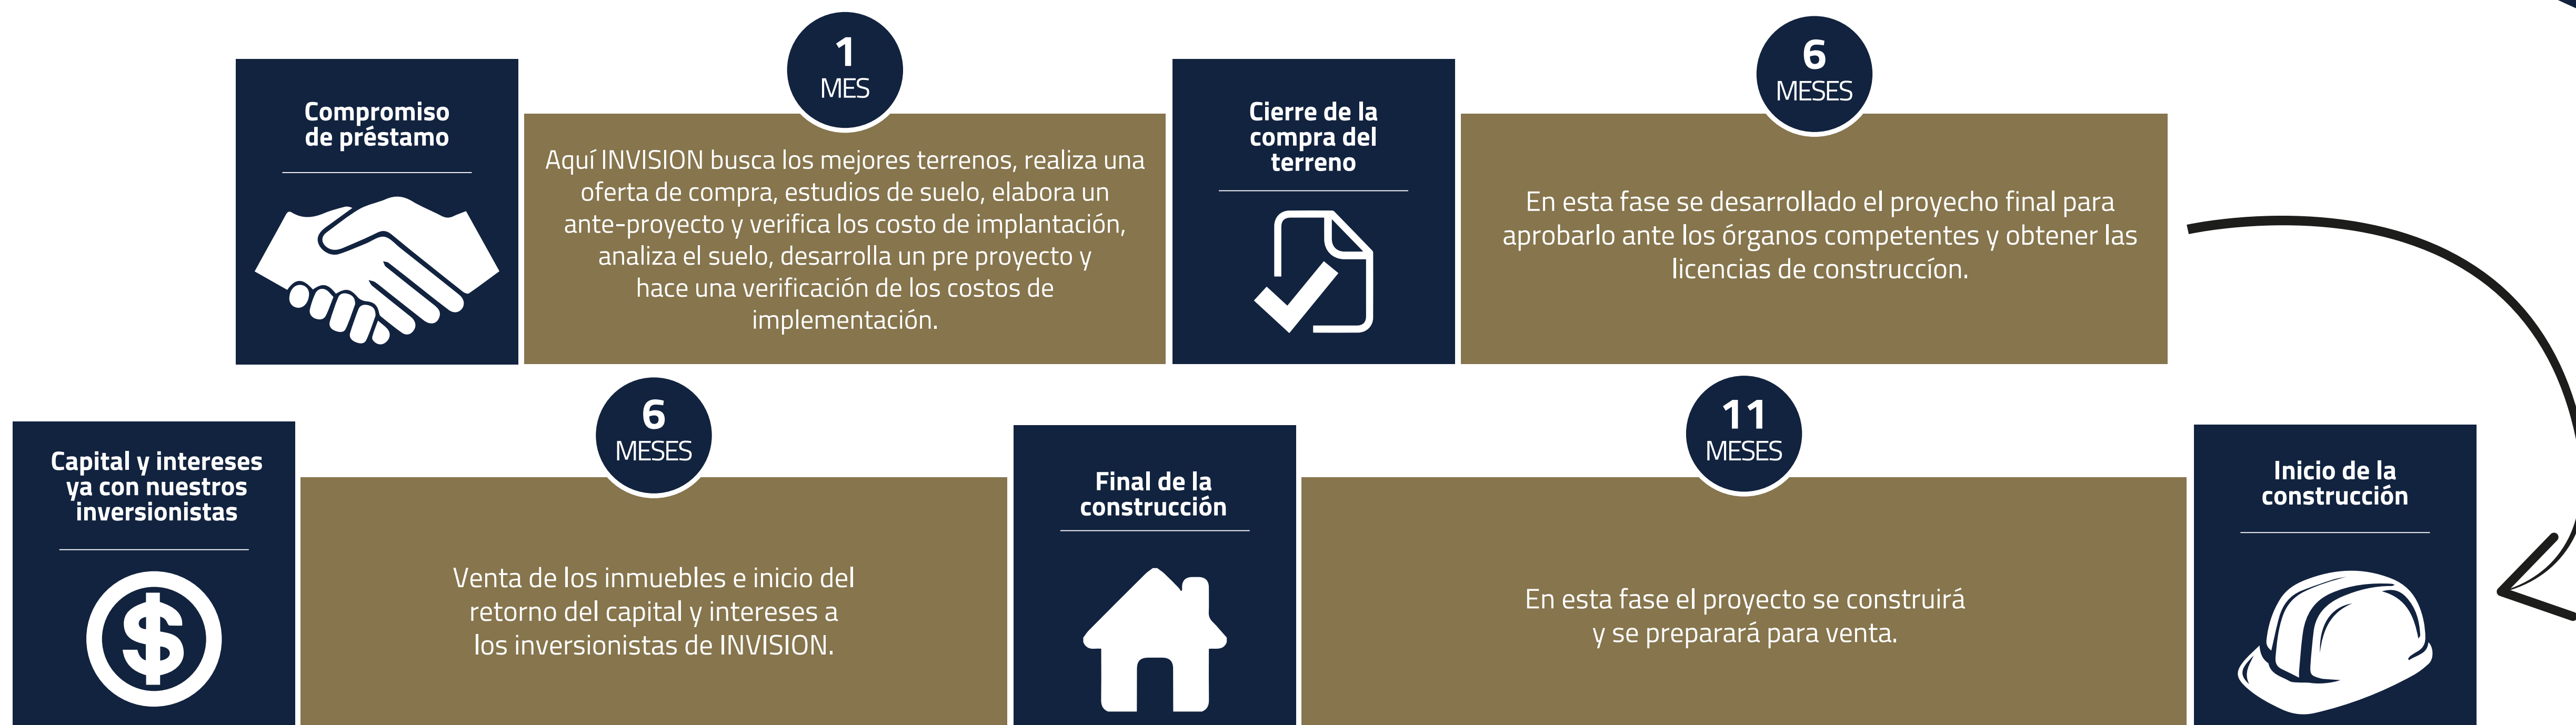 Compromiso
de préstamo
1
MES
Aquí INVISION busca los mejores terrenos, realiza una
oferta de compra, estudios de suelo, elabora un
ante-proyecto y verifica los costo de implantación,
analiza el suelo, desarrolla un pre proyecto y
hace una verificación de los costos de
implementación.
Cierre de la
compra del
terreno
6
MESES
En esta fase se desarrollado el proyecho final para
aprobarlo ante los órganos competentes y obtener las
licencias de construccíon.
Capital y intereses
ya con nuestros
inversionistas
6
MESES
Venta de los inmuebles e inicio del
retorno del capital y intereses a
los inversionistas de INVISION.
Final de la
construcción
11
MESES
En esta fase el proyecto se construirá
y se preparará para venta.
Inicio de la
construcción